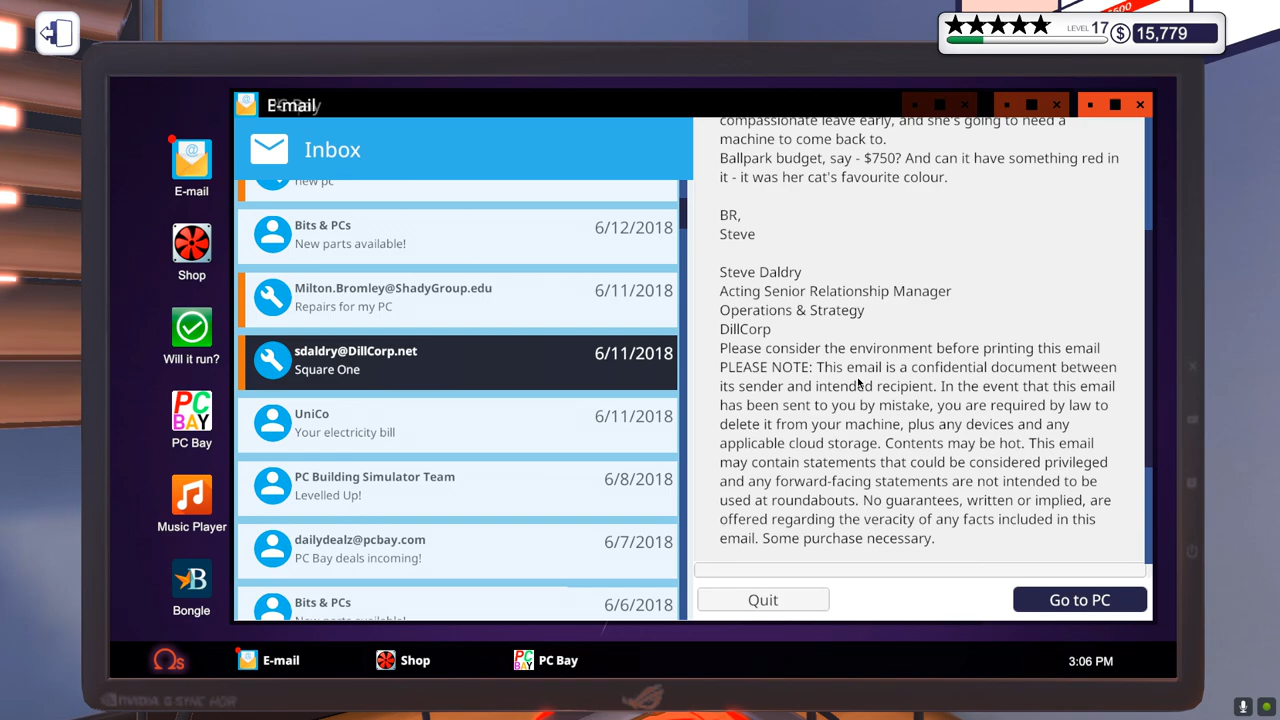 $600
LEVEL 17
$ 15,779
E-mail
Inbox
new pc
Bits & PCs
6/12/2018
New parts available!
Milton.Bromley@ShadyGroup.edu
6/11/2018
Repairs for my PC
sdaldry@DillCorp.net
6/11/2018
Square One
UniCo
6/11/2018
Your electricity bill
PC Building Simulator Team
6/8/2018
Levelled Up!
dailydealz@pcbay.com
6/7/2018
PC Bay deals incoming!
Bits & PCs
6/6/2018
New parts available!
compassionate leave early, and she's going to need a
machine to come back to.
Ballpark budget, say - $750? And can it have something red in
it - it was her cat's favourite colour.
BR,
Steve
Steve Daldry
Acting Senior Relationship Manager
Operations & Strategy
DillCorp
Please consider the environment before printing this email
PLEASE NOTE: This email is a confidential document between
its sender and intended recipient. In the event that this email
has been sent to you by mistake, you are required by law to
delete it from your machine, plus any devices and any
applicable cloud storage. Contents may be hot. This email
may contain statements that could be considered privileged
and any forward-facing statements are not intended to be
used at roundabouts. No guarantees, written or implied, are
offered regarding the veracity of any facts included in this
email. Some purchase necessary.
Quit
Go to PC
E-mail
Shop
Will it run?
PC BAY
PC Bay
Music Player
B
Bongle
Ωs
E-mail
Shop
PC BAY
PC Bay
3:06 PM
NVIDIA G-SYNC HDR